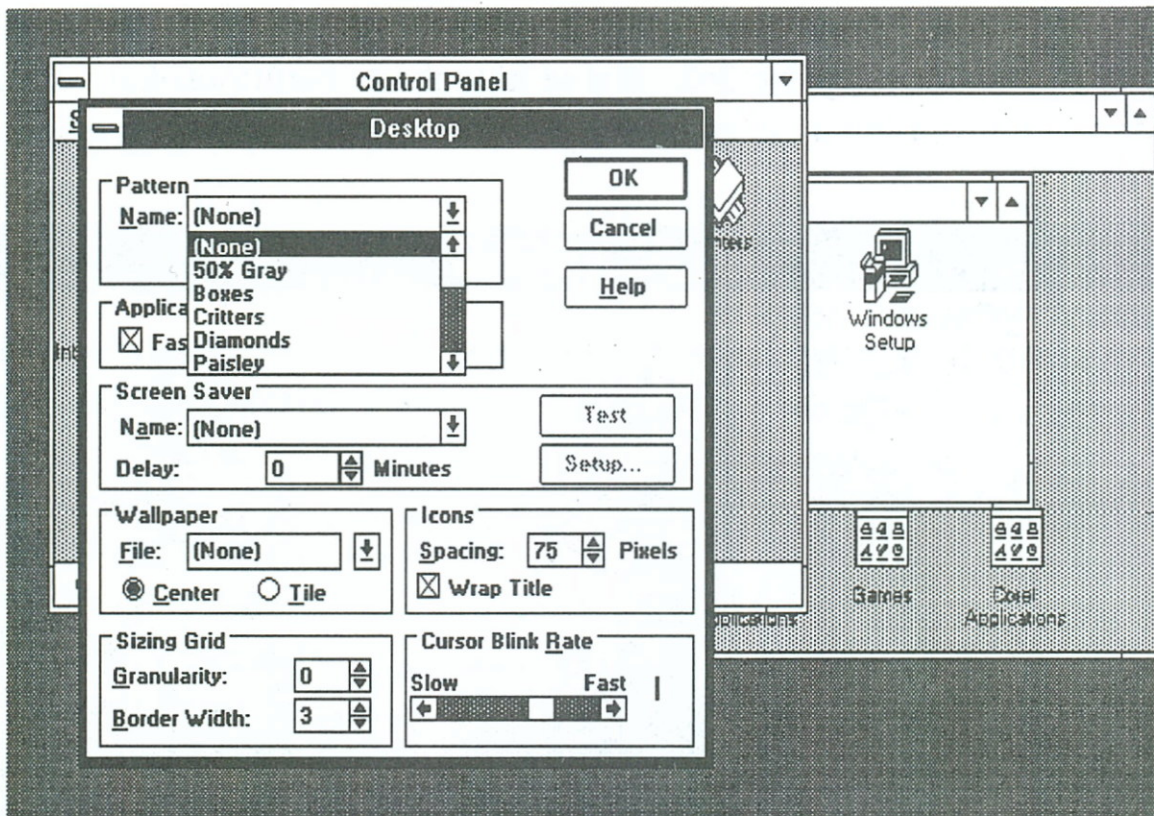 Control Panel
S
Desktop
Pattern
Name: (None)
(None)
50% Gray
Boxes
Critters
Diamonds
Paisley
OK
Cancel
Help
Applica
Fas
Screen Saver
Name: (None)
Delay: 0 Minutes
Test
Setup...
Wallpaper
File: (None)
Center Tile
Icons
Spacing: 75 Pixels
Wrap Title
Sizing Grid
Granularity: 0
Border Width: 3
Cursor Blink Rate
Slow Fast
Windows
Setup
Games
Corel
Applications